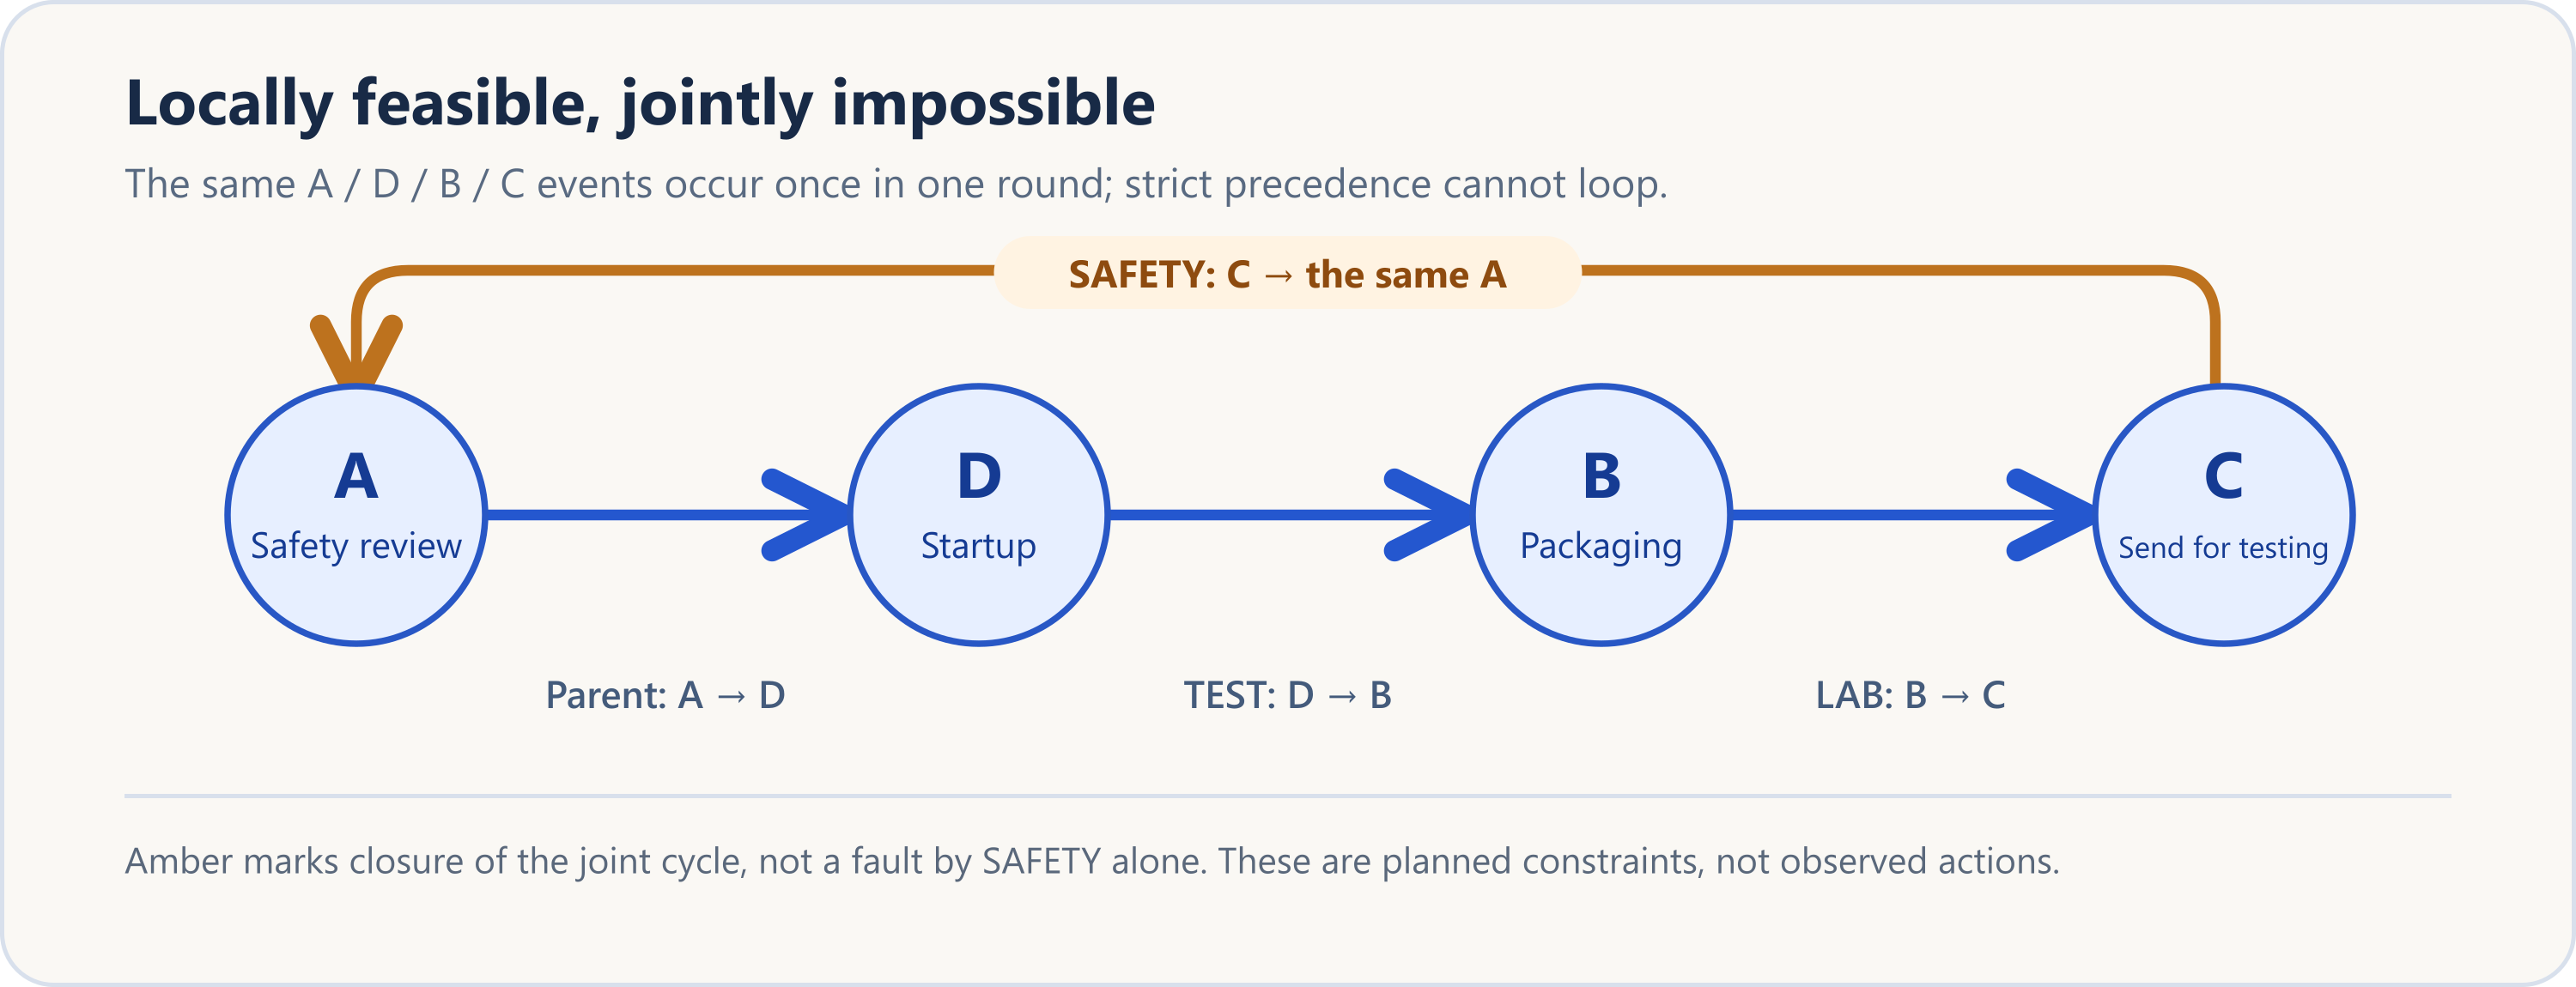 Locally feasible, jointly impossible
The same A / D / B / C events occur once in one round; strict precedence cannot loop.
SAFETY: C → the same A
A
Safety review
D
Startup
B
Packaging
C
Send for testing
Parent: A → D
TEST: D → B
LAB: B → C
Amber marks closure of the joint cycle, not a fault by SAFETY alone. These are planned constraints, not observed actions.